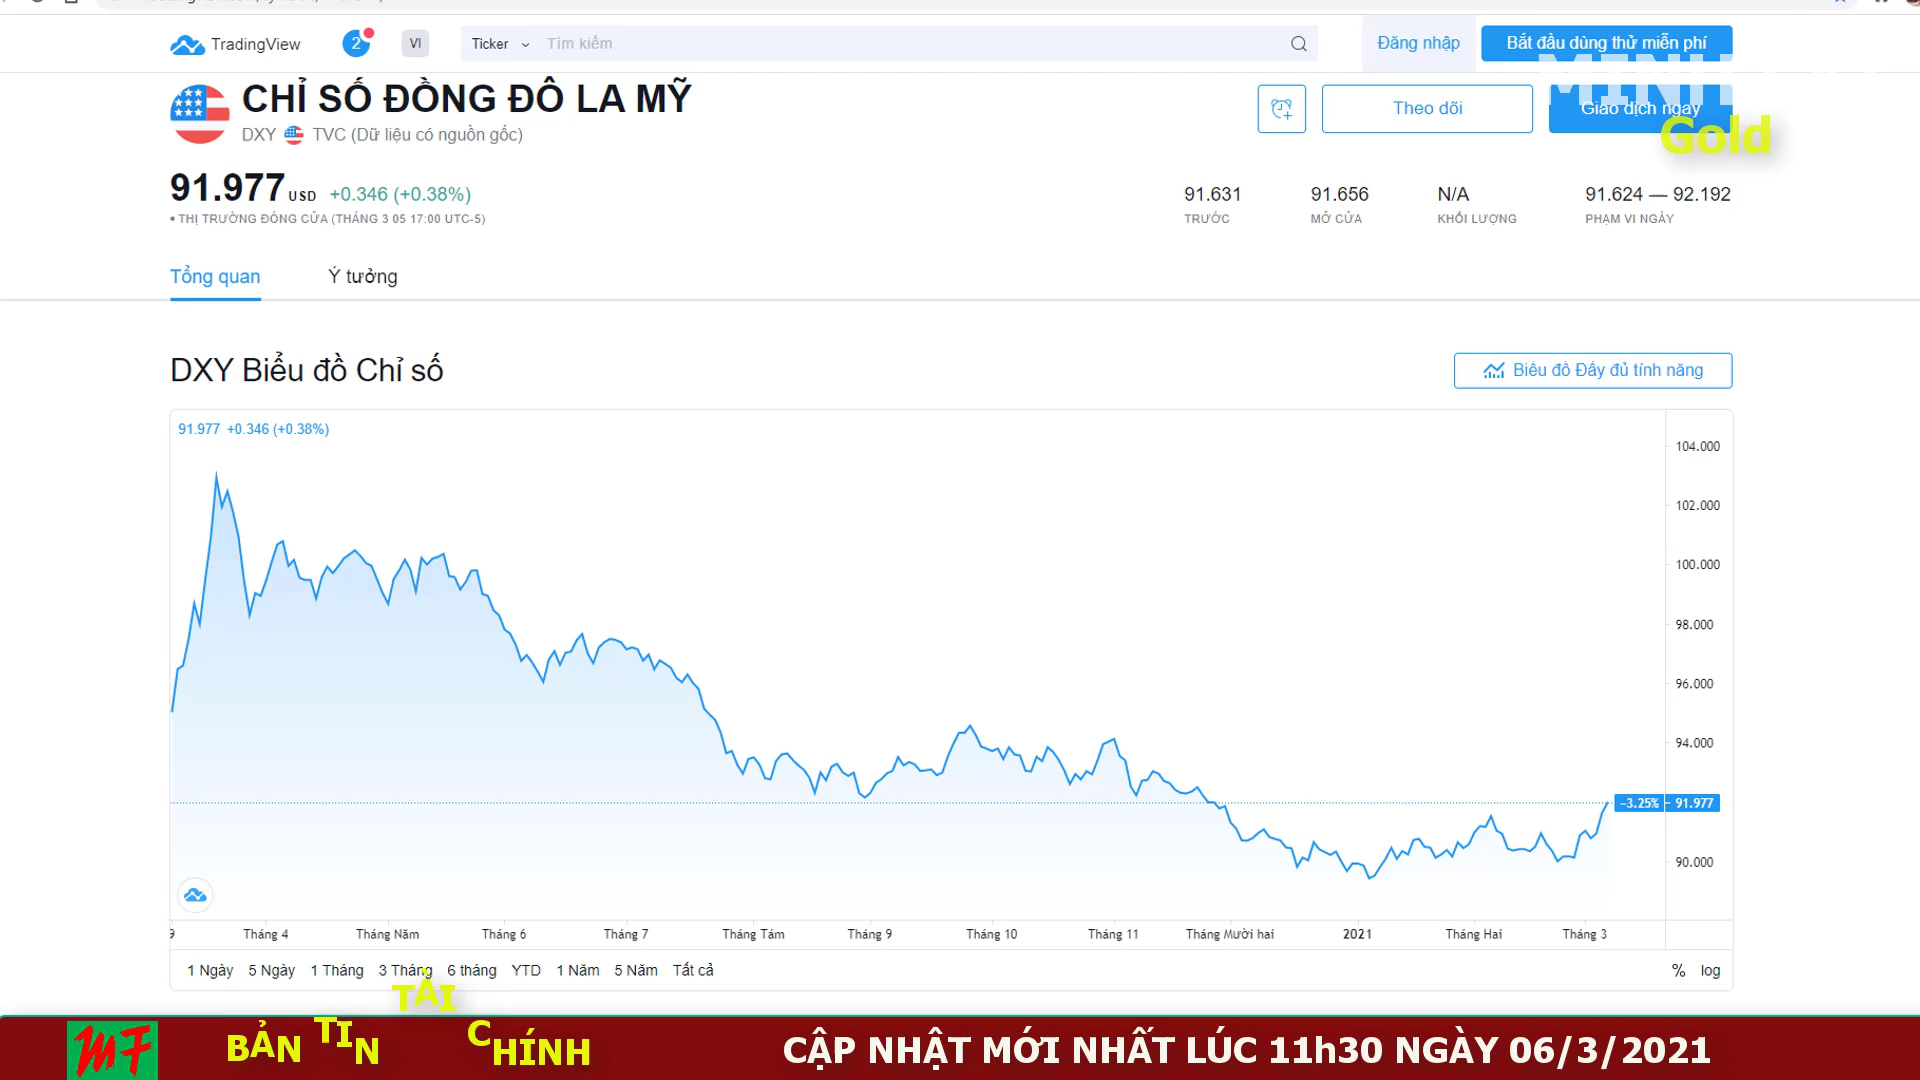 TradingView
2
VI
Ticker
Tìm kiếm
Đăng nhập
Bắt đầu dùng thử miễn phí
MINH
CHỈ SỐ ĐỒNG ĐÔ LA MỸ
DXY TVC (Dữ liệu có nguồn gốc)
Theo dõi
Giao dịch ngay
Gold
91.977 USD +0.346 (+0.38%)
• THỊ TRƯỜNG ĐÓNG CỬA (THÁNG 3 05 17:00 UTC-5)
91.631
TRƯỚC
91.656
MỞ CỬA
N/A
KHỐI LƯỢNG
91.624 — 92.192
PHẠM VI NGÀY
Tổng quan
Ý tưởng
DXY Biểu đồ Chỉ số
Biểu đồ Đầy đủ tính năng
91.977 +0.346 (+0.38%)
104.000
102.000
100.000
98.000
96.000
94.000
−3.25% 91.977
90.000
9 Tháng 4 Tháng Năm Tháng 6 Tháng 7 Tháng Tám Tháng 9 Tháng 10 Tháng 11 Tháng Mười hai 2021 Tháng Hai Tháng 3
1 Ngày 5 Ngày 1 Tháng 3 Tháng 6 tháng YTD 1 Năm 5 Năm Tất cả
% log
MF
BẢN TIN TÀI CHÍNH
CẬP NHẬT MỚI NHẤT LÚC 11h30 NGÀY 06/3/2021